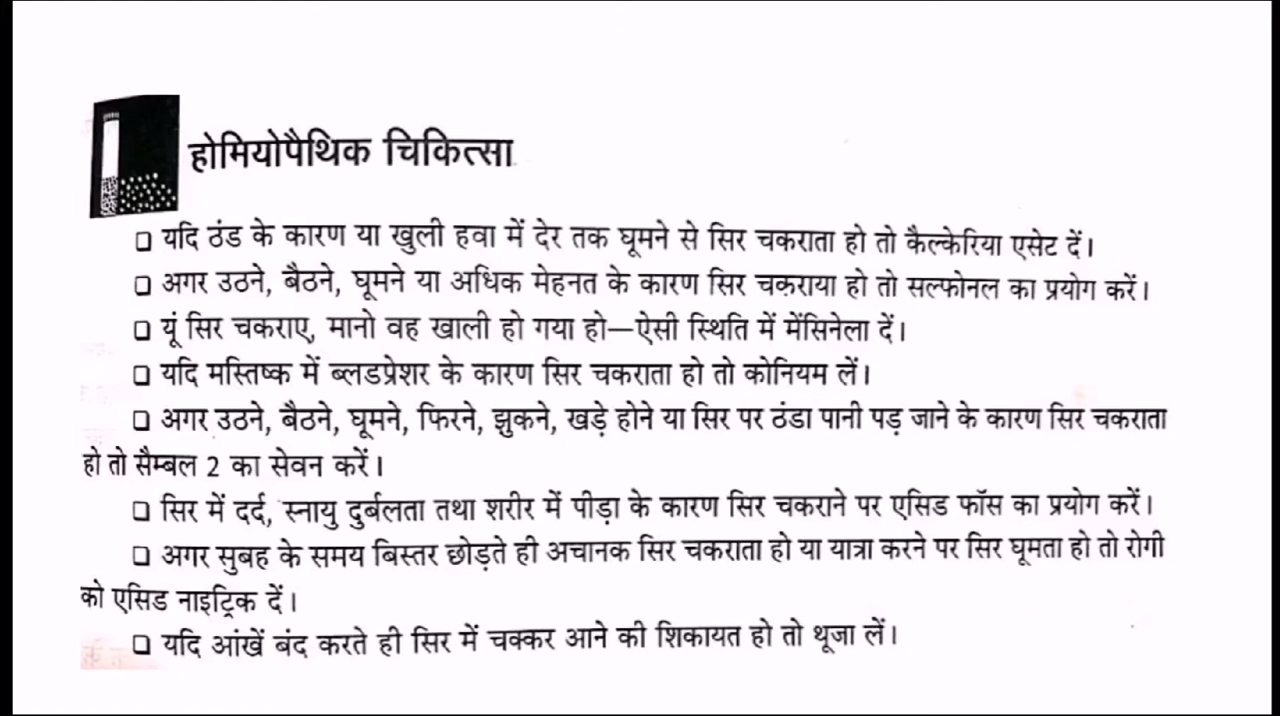 होमियोपैथिक चिकित्सा
❑ यदि ठंड के कारण या खुली हवा में देर तक घूमने से सिर चकराता हो तो कैल्केरिया एसेट दें।
❑ अगर उठने, बैठने, घूमने या अधिक मेहनत के कारण सिर चकराया हो तो सल्फोनल का प्रयोग करें।
❑ यूं सिर चकराए, मानो वह खाली हो गया हो—ऐसी स्थिति में मेंसिनेला दें।
❑ यदि मस्तिष्क में ब्लडप्रेशर के कारण सिर चकराता हो तो कोनियम लें।
❑ अगर उठने, बैठने, घूमने, फिरने, झुकने, खड़े होने या सिर पर ठंडा पानी पड़ जाने के कारण सिर चकराता
हो तो सैम्बल 2 का सेवन करें।
❑ सिर में दर्द, स्नायु दुर्बलता तथा शरीर में पीड़ा के कारण सिर चकराने पर एसिड फॉस का प्रयोग करें।
❑ अगर सुबह के समय बिस्तर छोड़ते ही अचानक सिर चकराता हो या यात्रा करने पर सिर घूमता हो तो रोगी
को एसिड नाइट्रिक दें।
❑ यदि आंखें बंद करते ही सिर में चक्कर आने की शिकायत हो तो थूजा लें।